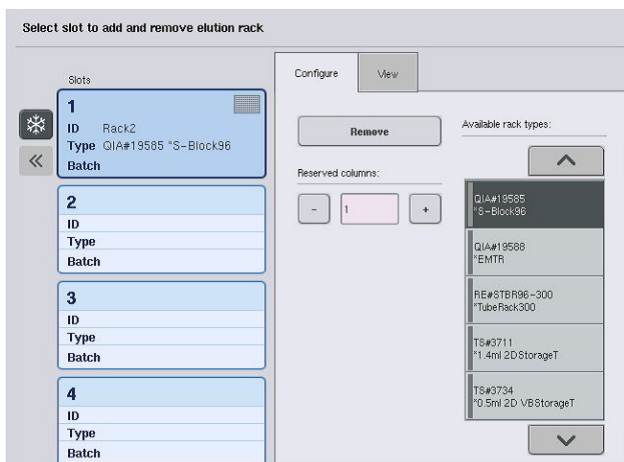 Select slot to add and remove elution rack
Slots
1
ID Rack2
Type QIA#19585 *S-Block96
Batch
2
ID
Type
Batch
3
ID
Type
Batch
4
ID
Type
Batch
Configure View
Remove
Reserved columns:
- 1 +
Available rack types:
QIA#19585
*S-Block96
QIA#19588
*EMTR
RE#STBR96-300
*TubeRack300
TS#3711
*1.4ml 2DStorageT
TS#3734
*0.5ml 2D VBStorageT